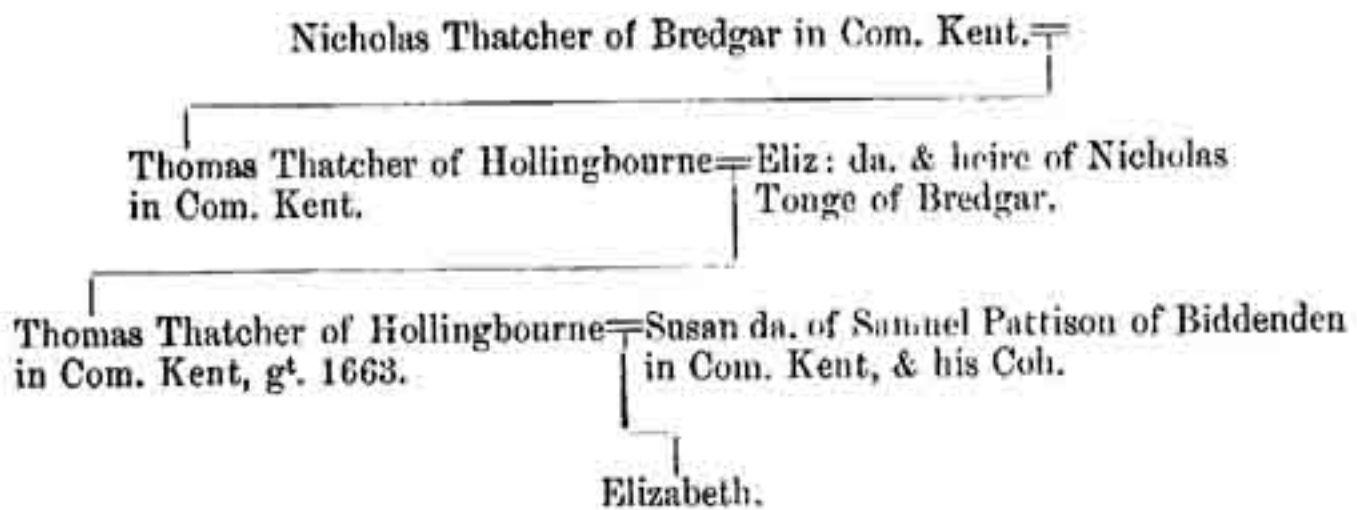 Nicholas Thatcher of Bredgar in Com. Kent.
Thomas Thatcher of Hollingbourne=Eliz: da. & heire of Nicholas
in Com. Kent. Tonge of Bredgar.
Thomas Thatcher of Hollingbourne=Susan da. of Samuel Pattison of Biddenden
in Com. Kent, gᵗ. 1663. in Com. Kent, & his Coh.
Elizabeth.